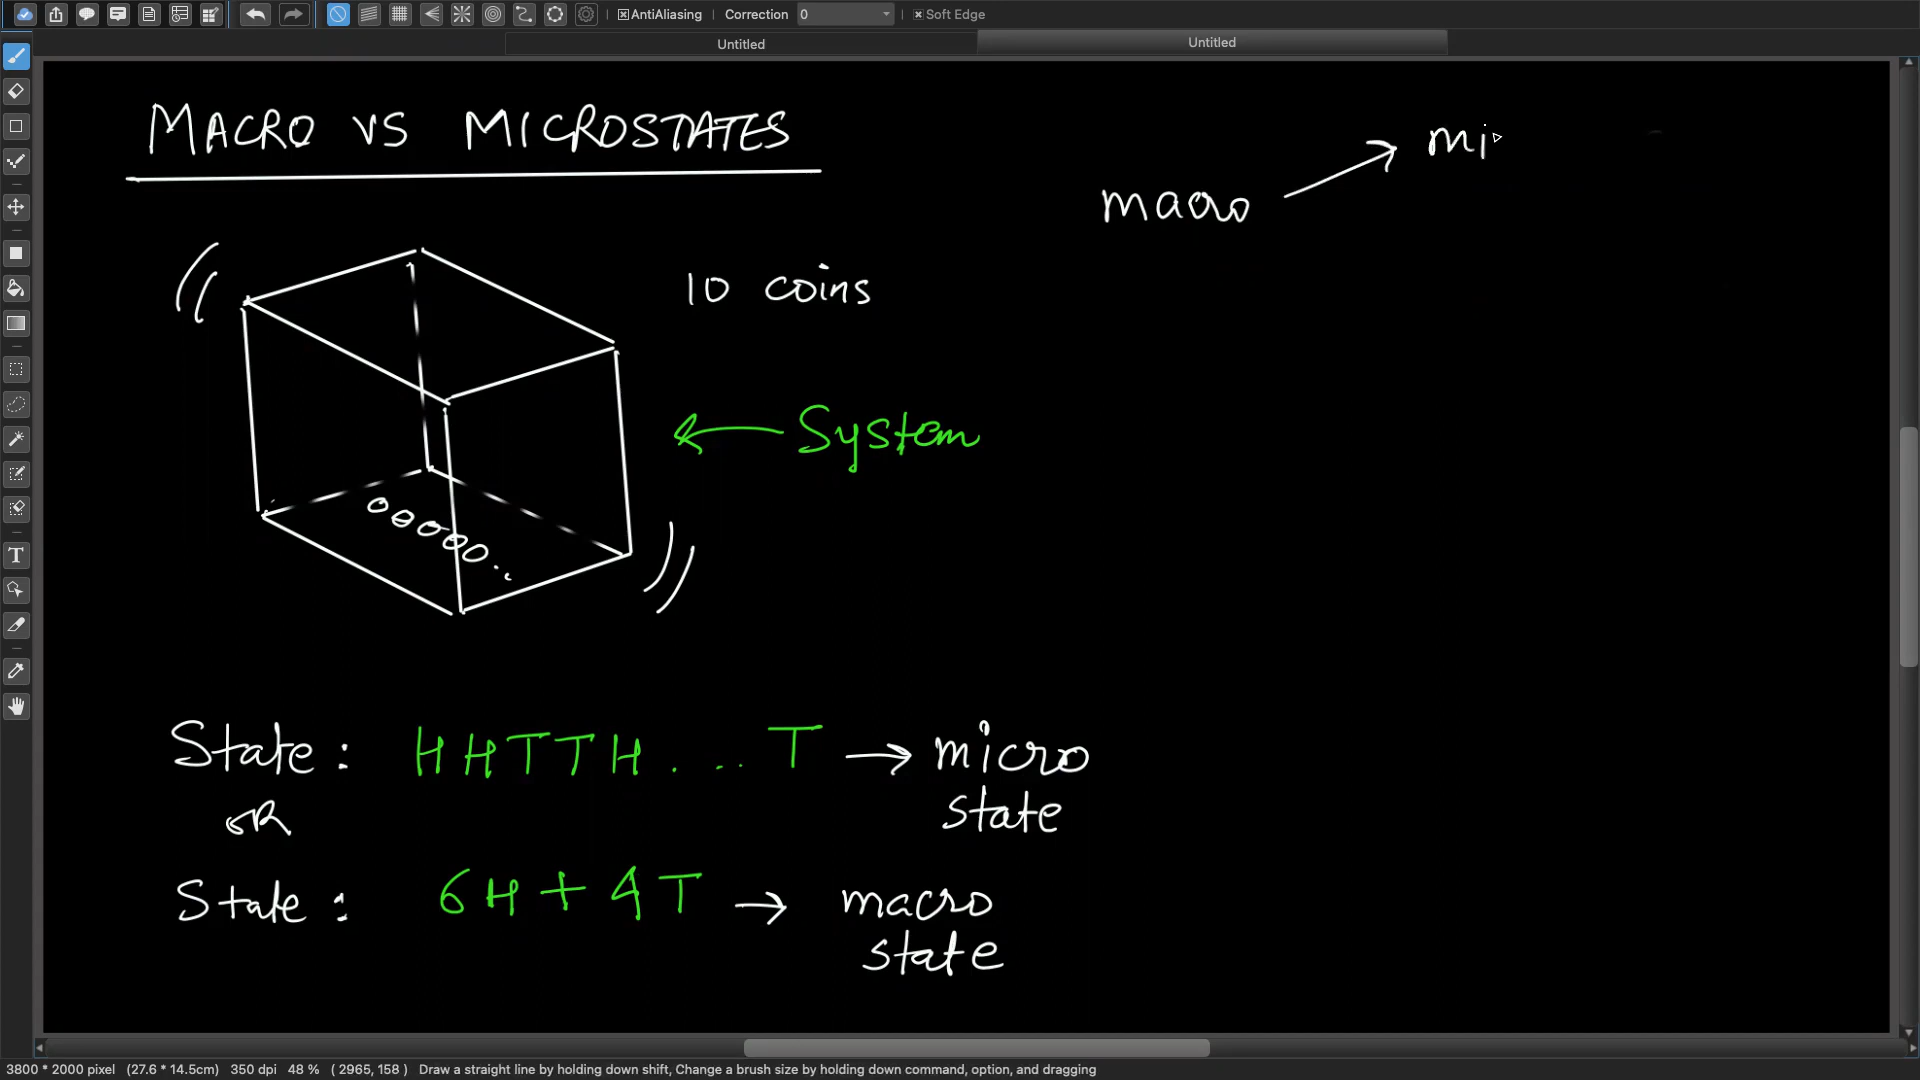 AntiAliasing Correction 0 Soft Edge
Untitled Untitled
MACRO VS MICROSTATES
mi
macro
10 coins
System
State: HHTTH. ... T → micro
state
OR
State: 6H + 4T → macro
state
3800 * 2000 pixel (27.6 * 14.5cm) 350 dpi 48 % ( 2965, 158 ) Draw a straight line by holding down shift, Change a brush size by holding down command, option, and dragging